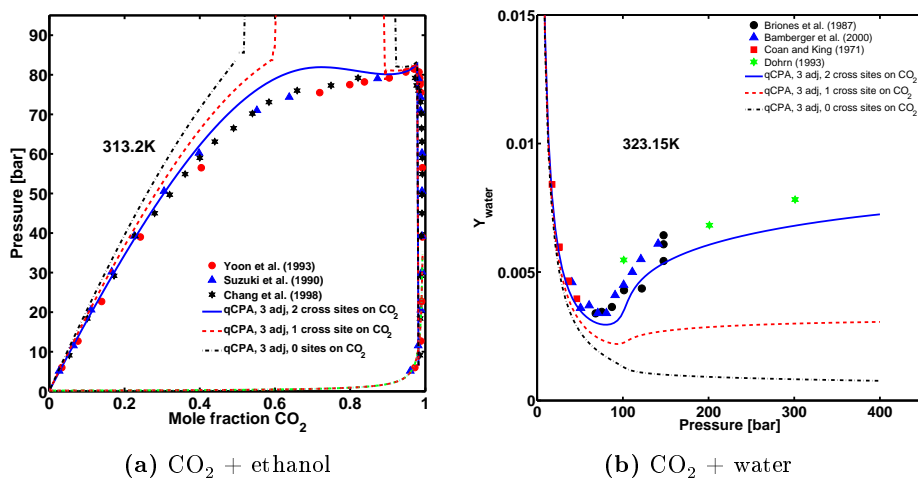 90
80
70
60
50
40
30
20
10
0
Pressure [bar]
313.2K
Yoon et al. (1993)
Suzuki et al. (1990)
Chang et al. (1998)
qCPA, 3 adj, 2 cross sites on CO2
qCPA, 3 adj, 1 cross site on CO2
qCPA, 3 adj, 0 sites on CO2
0 0.2 0.4 0.6 0.8 1
Mole fraction CO2
(a) CO2 + ethanol
0.015
0.01
0.005
0
Ywater
323.15K
Briones et al. (1987)
Bamberger et al. (2000)
Coan and King (1971)
Dohrn (1993)
qCPA, 3 adj, 2 cross sites on CO2
qCPA, 3 adj, 1 cross sites on CO2
qCPA, 3 adj, 0 cross sites on CO2
0 100 200 300 400
Pressure [bar]
(b) CO2 + water